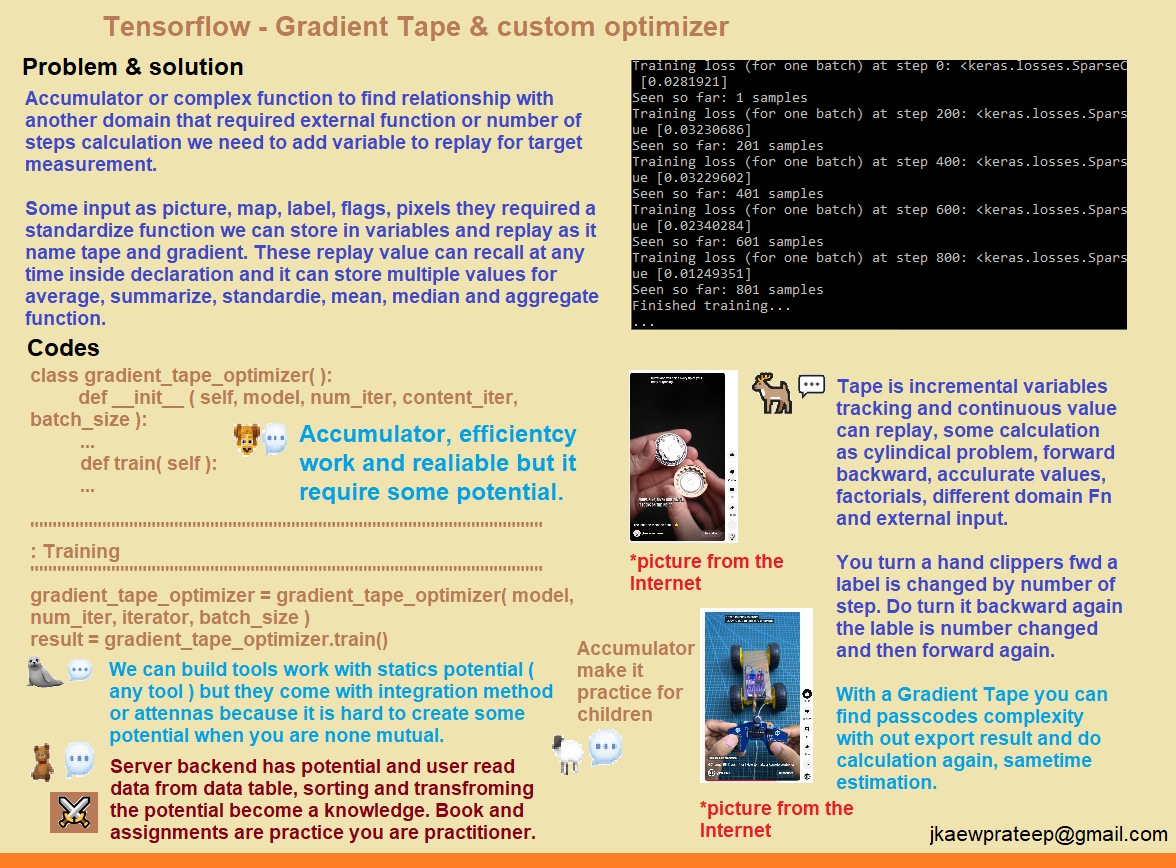 Tensorflow - Gradient Tape & custom optimizer
Problem & solution
Accumulator or complex function to find relationship with
another domain that required external function or number of
steps calculation we need to add variable to replay for target
measurement.
Some input as picture, map, label, flags, pixels they required a
standardize function we can store in variables and replay as it
name tape and gradient. These replay value can recall at any
time inside declaration and it can store multiple values for
average, summarize, standardie, mean, median and aggregate
function.
Training loss (for one batch) at step 0: <keras.losses.SparseC
[0.0281921]
Seen so far: 1 samples
Training loss (for one batch) at step 200: <keras.losses.Spars
ue [0.03230686]
Seen so far: 201 samples
Training loss (for one batch) at step 400: <keras.losses.Spars
ue [0.03229602]
Seen so far: 401 samples
Training loss (for one batch) at step 600: <keras.losses.Spars
ue [0.02340284]
Seen so far: 601 samples
Training loss (for one batch) at step 800: <keras.losses.Spars
ue [0.01249351]
Seen so far: 801 samples
Finished training...
...
Codes
class gradient_tape_optimizer( ):
def __init__ ( self, model, num_iter, content_iter,
batch_size ):
...
def train( self ):
...
Accumulator, efficientcy
work and realiable but it
require some potential.
: Training
gradient_tape_optimizer = gradient_tape_optimizer( model,
num_iter, iterator, batch_size )
result = gradient_tape_optimizer.train()
We can build tools work with statics potential (
any tool ) but they come with integration method
or attennas because it is hard to create some
potential when you are none mutual.
Server backend has potential and user read
data from data table, sorting and transfroming
the potential become a knowledge. Book and
assignments are practice you are practitioner.
Accumulator
make it
practice for
children
*picture from the
Internet
*picture from the
Internet
Tape is incremental variables
tracking and continuous value
can replay, some calculation
as cylindical problem, forward
backward, acculurate values,
factorials, different domain Fn
and external input.
You turn a hand clippers fwd a
label is changed by number of
step. Do turn it backward again
the lable is number changed
and then forward again.
With a Gradient Tape you can
find passcodes complexity
with out export result and do
calculation again, sametime
estimation.
jkaewprateep@gmail.com